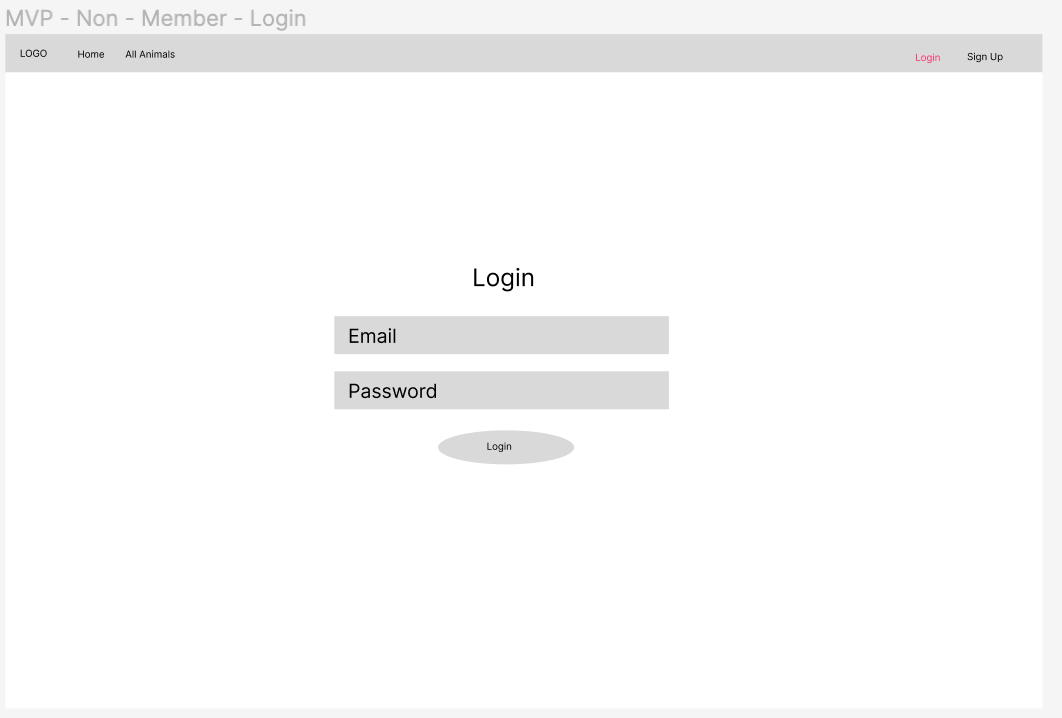 MVP - Non - Member - Login
LOGO Home All Animals Login Sign Up
Login
Email
Password
Login